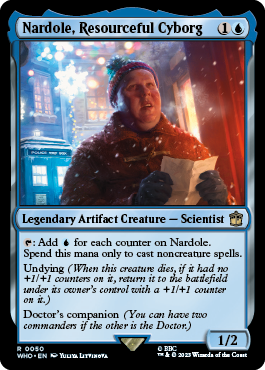 Nardole, Resourceful Cyborg 1
Legendary Artifact Creature — Scientist
: Add for each counter on Nardole.
Spend this mana only to cast noncreature spells.
Undying (When this creature dies, if it had no
+1/+1 counters on it, return it to the battlefield
under its owner's control with a +1/+1 counter
on it.)
Doctor's companion (You can have two
commanders if the other is the Doctor.)
1/2
R 0050
WHO • EN YULIYA LITVINOVA
© BBC
™ & © 2023 Wizards of the Coast